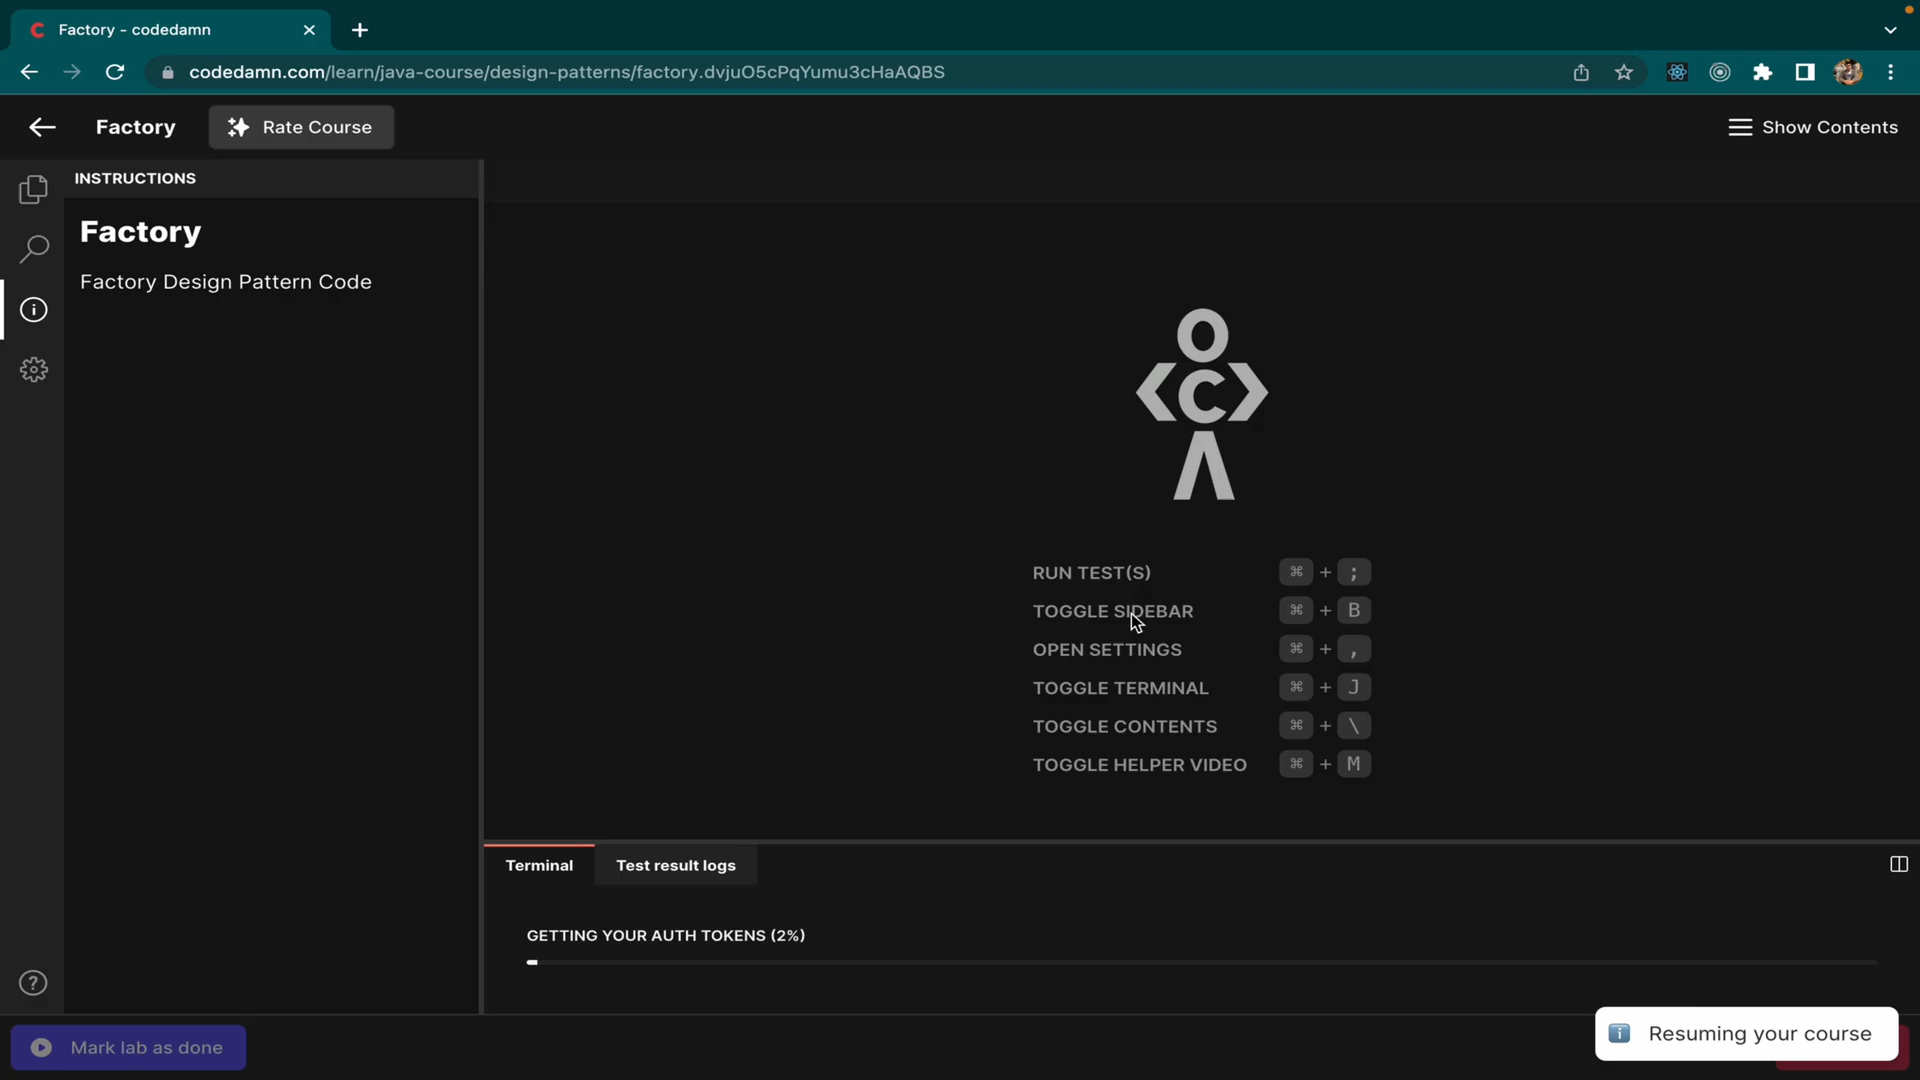 Factory - codedamn
codedamn.com/learn/java-course/design-patterns/factory.dvjuO5cPqYumu3cHaAQBS
Factory
Rate Course
Show Contents
INSTRUCTIONS
Factory
Factory Design Pattern Code
RUN TEST(S) ⌘ + ;
TOGGLE SIDEBAR ⌘ + B
OPEN SETTINGS ⌘ + ,
TOGGLE TERMINAL ⌘ + J
TOGGLE CONTENTS ⌘ + \
TOGGLE HELPER VIDEO ⌘ + M
Terminal
Test result logs
GETTING YOUR AUTH TOKENS (2%)
Mark lab as done
Resuming your course